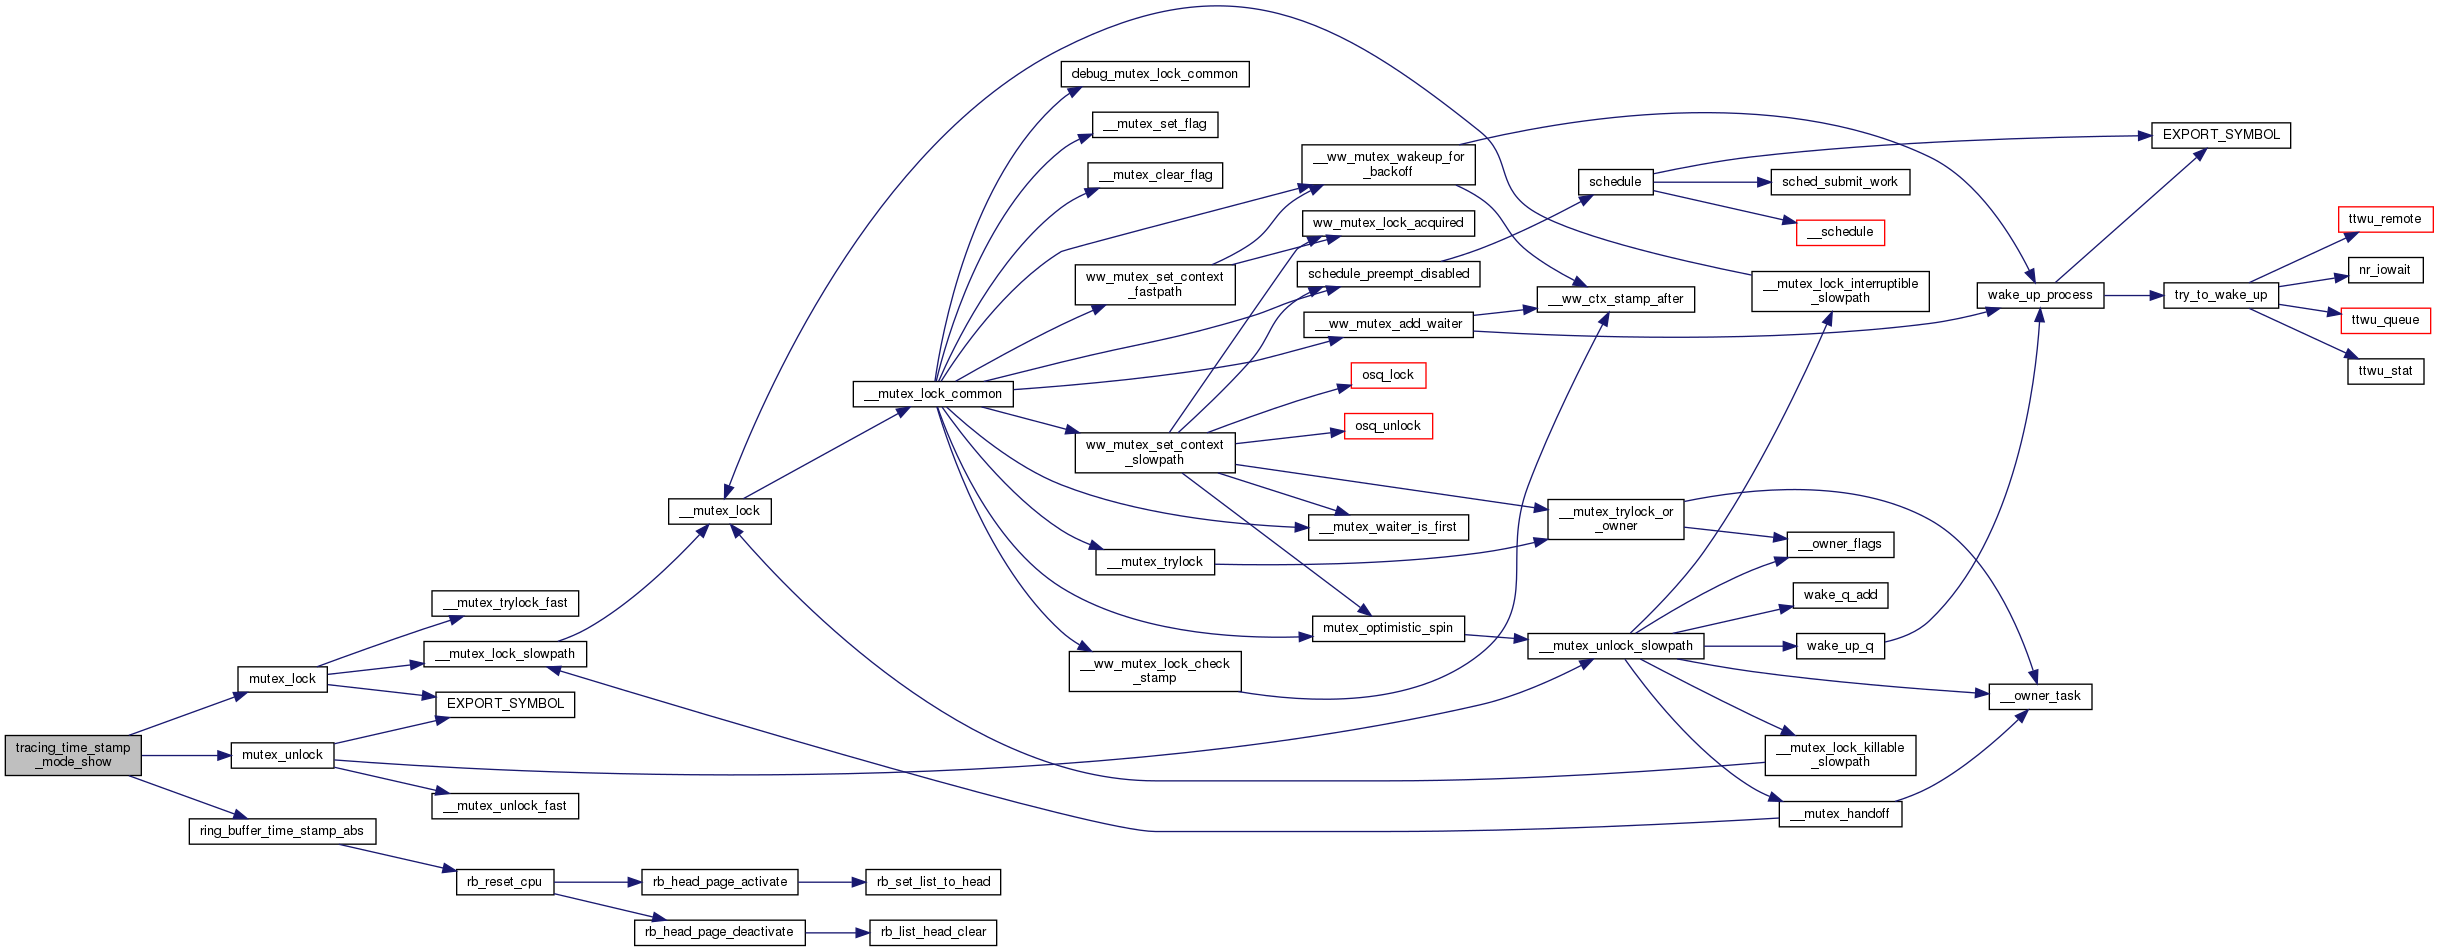 tracing_time_stamp
_mode_show
mutex_lock
mutex_unlock
ring_buffer_time_stamp_abs
__mutex_trylock_fast
__mutex_lock_slowpath
EXPORT_SYMBOL
__mutex_unlock_fast
rb_reset_cpu
__mutex_lock
rb_head_page_activate
rb_head_page_deactivate
__mutex_lock_common
rb_set_list_to_head
rb_list_head_clear
debug_mutex_lock_common
__mutex_set_flag
__mutex_clear_flag
ww_mutex_set_context
_fastpath
ww_mutex_set_context
_slowpath
__mutex_trylock
__ww_mutex_lock_check
_stamp
__ww_mutex_wakeup_for
_backoff
ww_mutex_lock_acquired
schedule_preempt_disabled
__ww_mutex_add_waiter
osq_lock
osq_unlock
__mutex_waiter_is_first
mutex_optimistic_spin
schedule
__ww_ctx_stamp_after
__mutex_trylock_or
_owner
__mutex_unlock_slowpath
sched_submit_work
__schedule
__mutex_lock_interruptible
_slowpath
__owner_flags
wake_q_add
wake_up_q
__mutex_lock_killable
_slowpath
__mutex_handoff
wake_up_process
__owner_task
EXPORT_SYMBOL
try_to_wake_up
ttwu_remote
nr_iowait
ttwu_queue
ttwu_stat